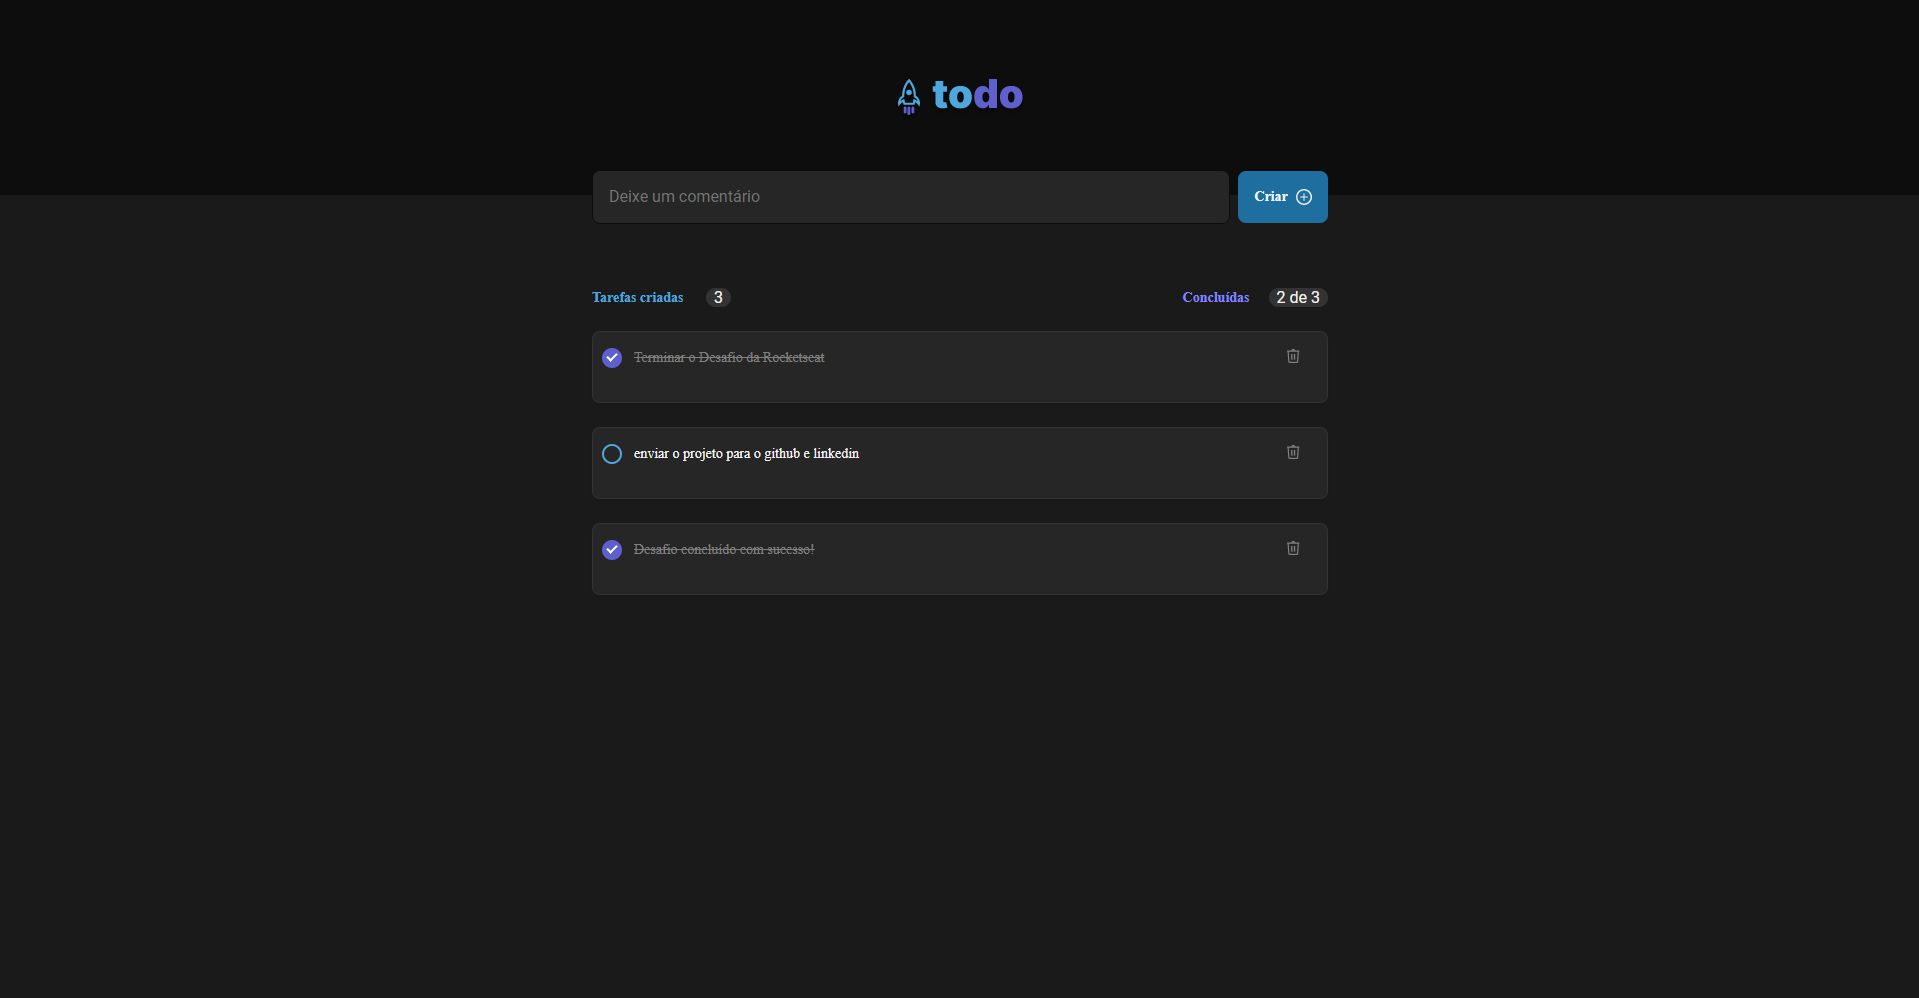 todo
Deixe um comentário
Criar
Tarefas criadas 3
Concluídas 2 de 3
Terminar o Desafio da Rocketseat
enviar o projeto para o github e linkedin
Desafio concluído com sucesso!